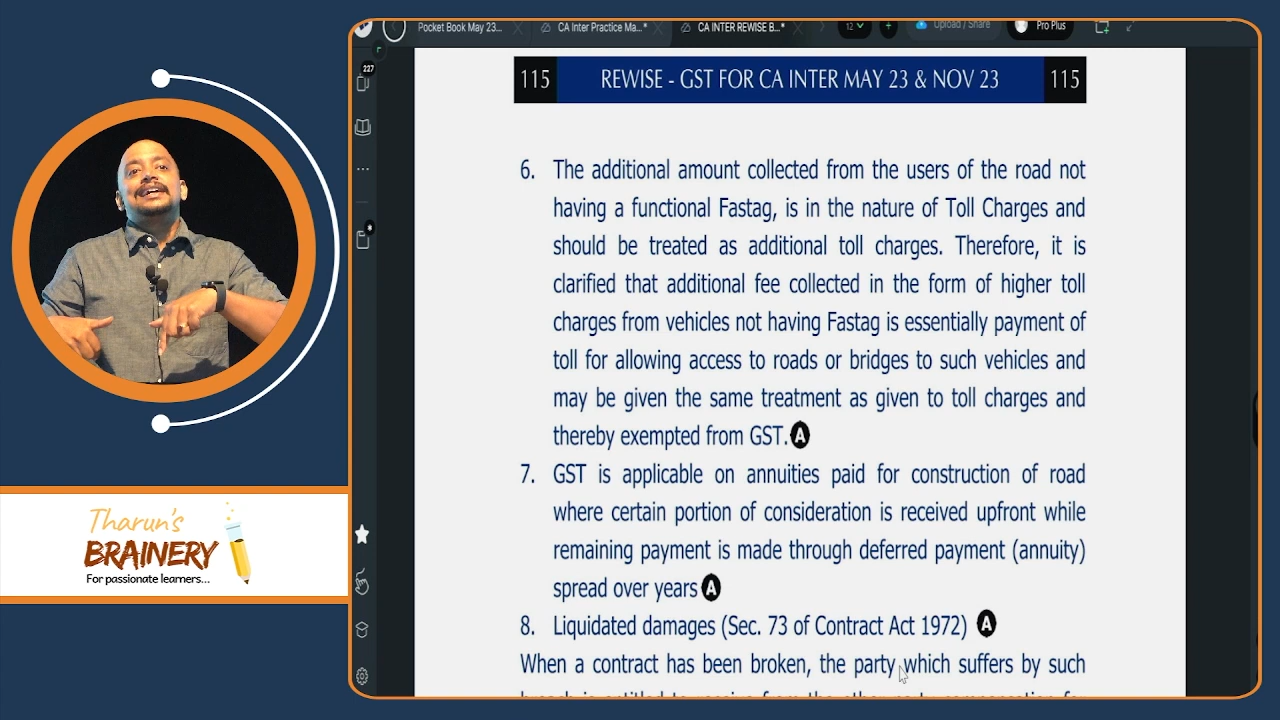 Pocket Book May 23...
CA Inter Practice Ma...*
CA INTER REWISE B...*
12
Upload / Share
Pro Plus
227
115 REWISE - GST FOR CA INTER MAY 23 & NOV 23 115
6. The additional amount collected from the users of the road not
having a functional Fastag, is in the nature of Toll Charges and
should be treated as additional toll charges. Therefore, it is
clarified that additional fee collected in the form of higher toll
charges from vehicles not having Fastag is essentially payment of
toll for allowing access to roads or bridges to such vehicles and
may be given the same treatment as given to toll charges and
thereby exempted from GST. A
7. GST is applicable on annuities paid for construction of road
where certain portion of consideration is received upfront while
remaining payment is made through deferred payment (annuity)
spread over years A
8. Liquidated damages (Sec. 73 of Contract Act 1972) A
When a contract has been broken, the party which suffers by such
Tharun's
BRAINERY
For passionate learners...